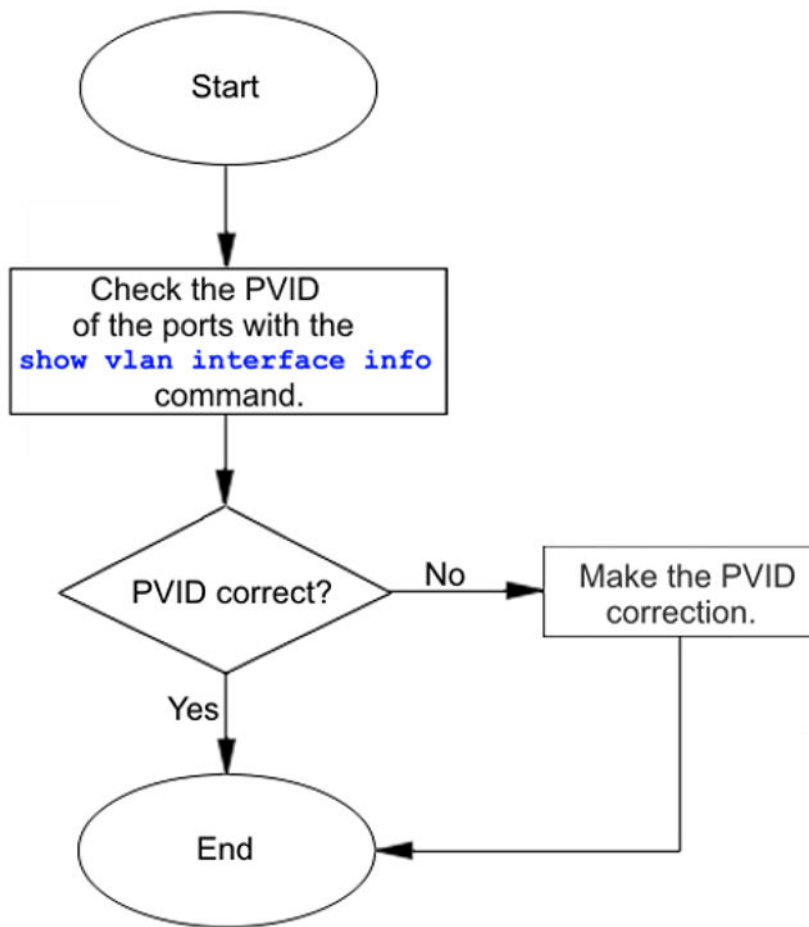 Start
Check the PVID
of the ports with the
show vlan interface info
command.
PVID correct?
No
Make the PVID
correction.
Yes
End